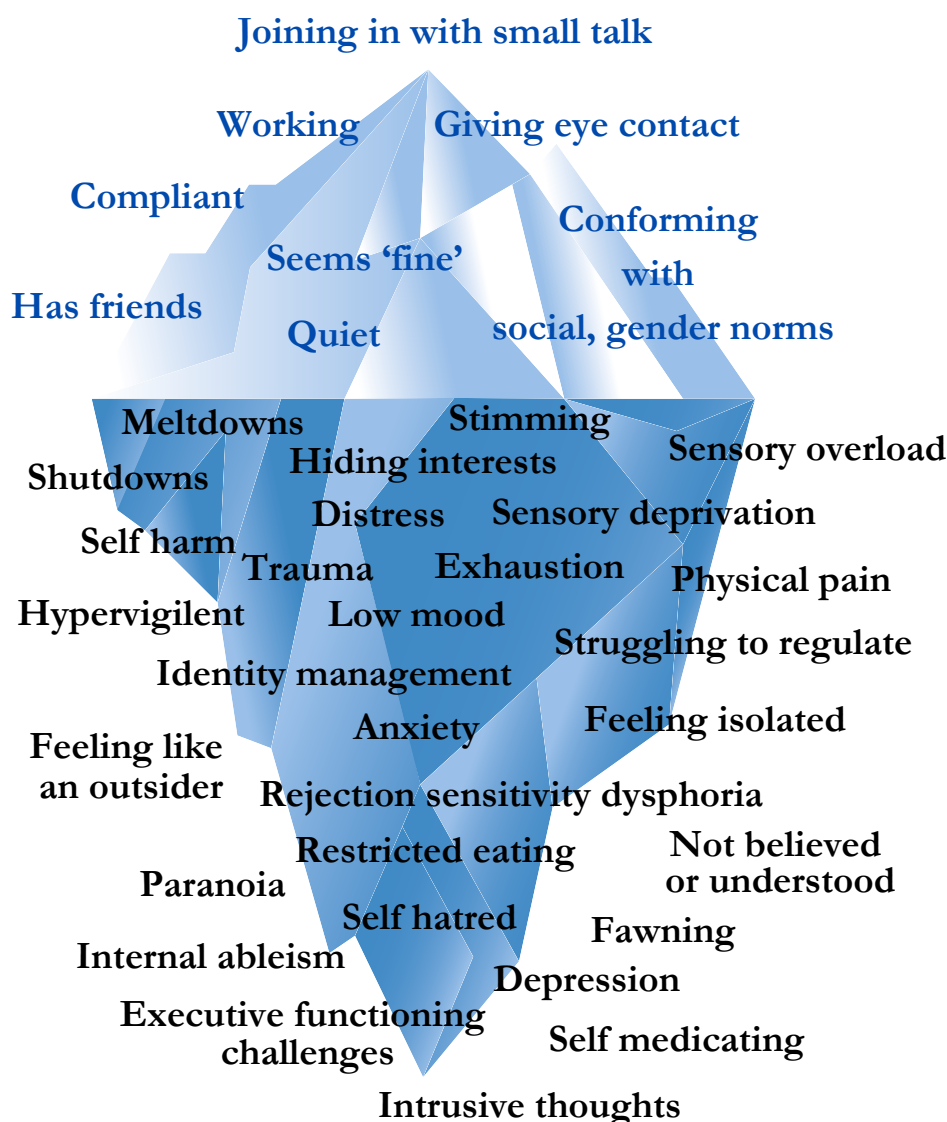 Joining in with small talk
Working
Giving eye contact
Compliant
Conforming
with
social, gender norms
Seems ‘fine’
Has friends
Quiet
Meltdowns
Stimming
Sensory overload
Shutdowns
Hiding interests
Distress
Sensory deprivation
Self harm
Trauma
Exhaustion
Physical pain
Hypervigilent
Low mood
Struggling to regulate
Identity management
Anxiety
Feeling isolated
Feeling like
an outsider
Rejection sensitivity dysphoria
Restricted eating
Not believed
or understood
Paranoia
Self hatred
Fawning
Internal ableism
Depression
Executive functioning
challenges
Self medicating
Intrusive thoughts